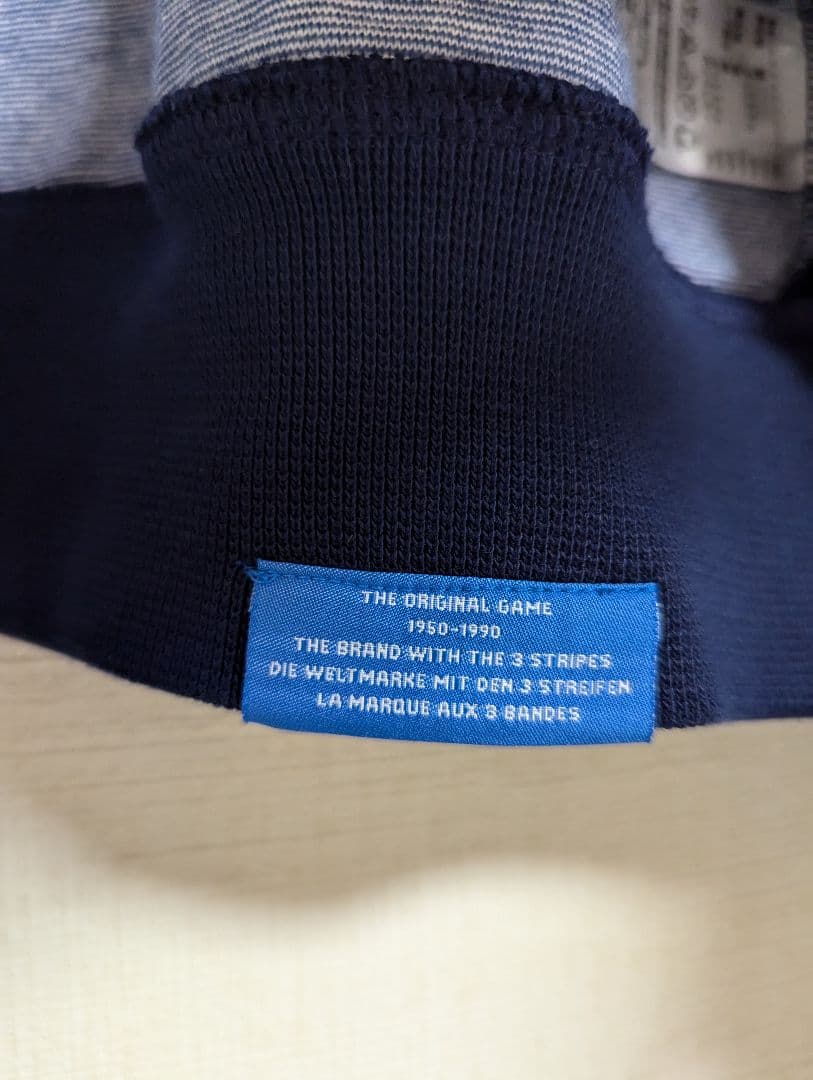 THE ORIGINAL GAME
1950-1990
THE BRAND WITH THE 3 STRIPES
DIE WELTMARKE MIT DEN 3 STREIFEN
LA MARQUE AUX 3 BANDES